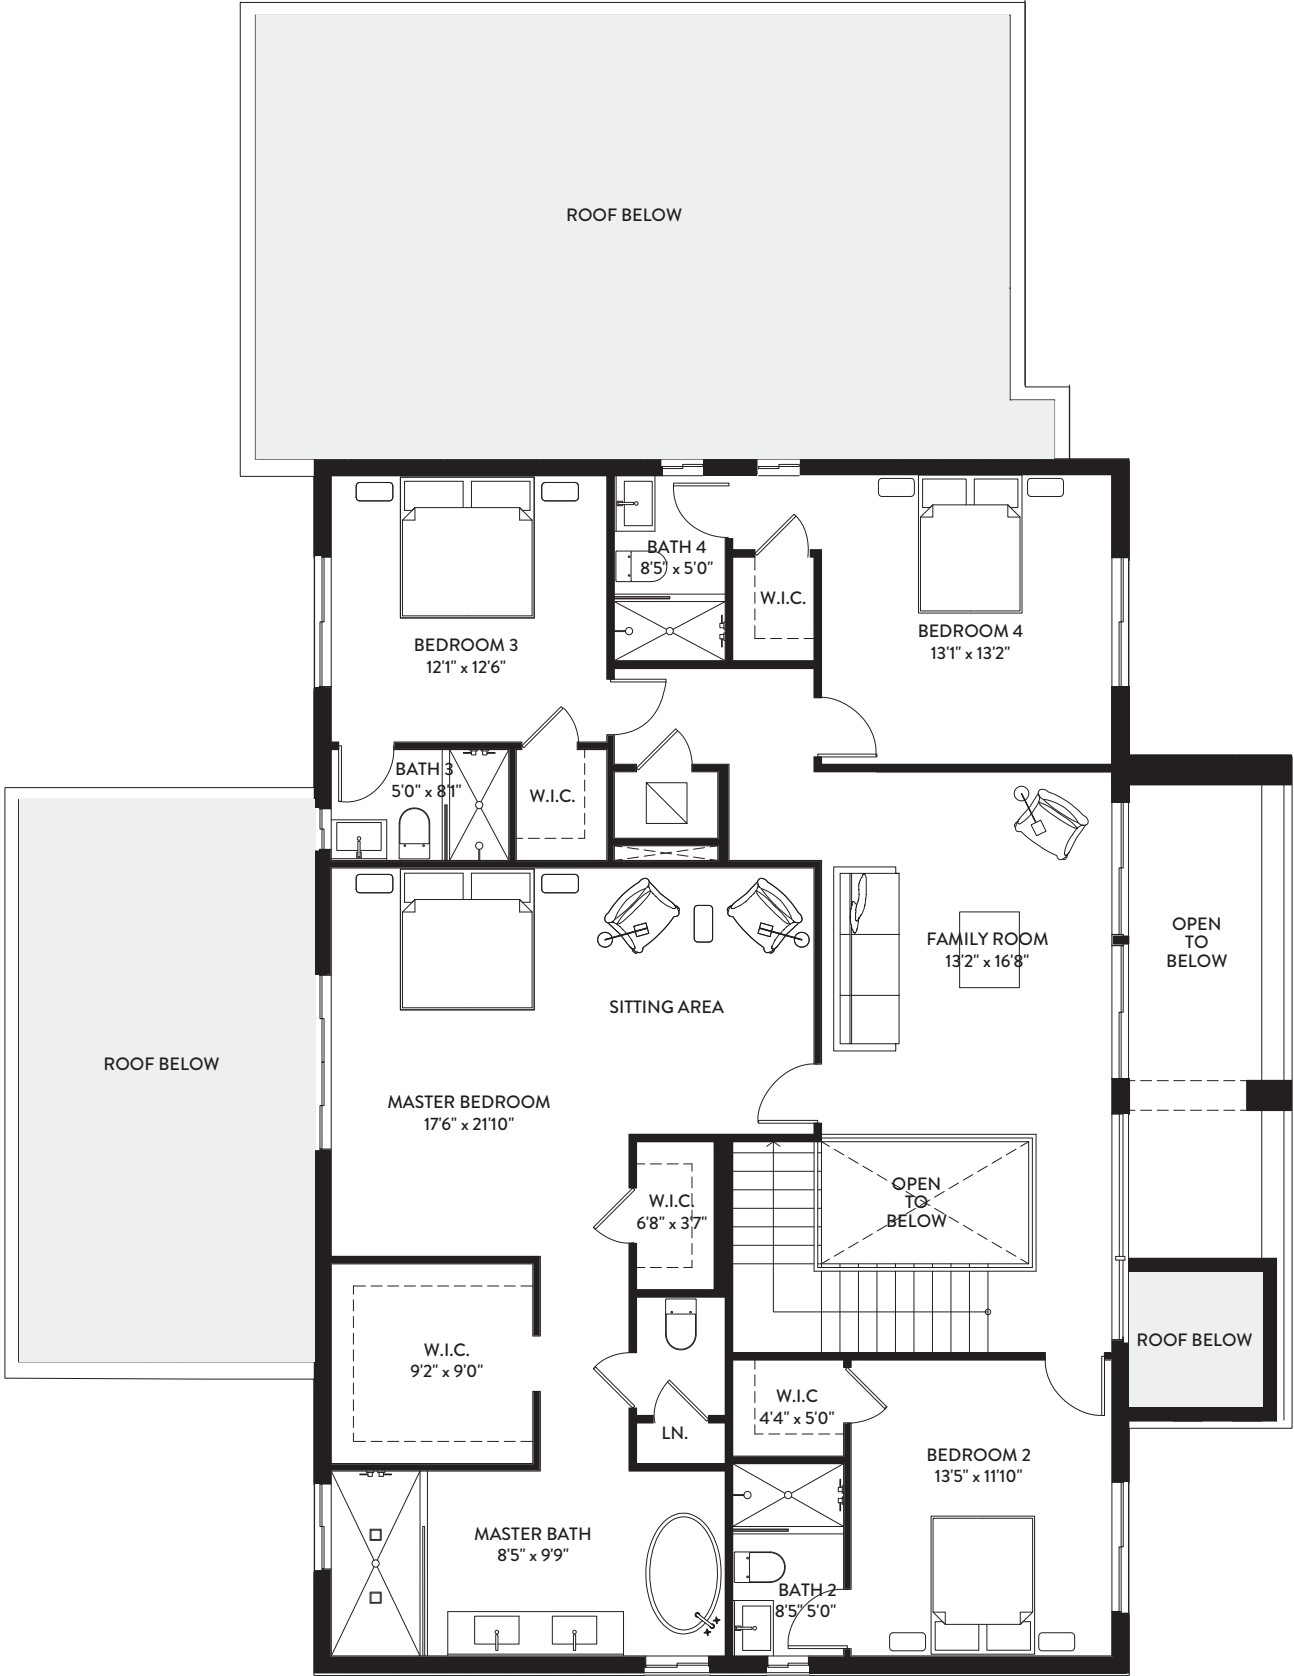 ROOF BELOW
BATH 4
8'5" x 5'0"
W.I.C.
BEDROOM 3
12'1" x 12'6"
BEDROOM 4
13'1" x 13'2"
BATH 3
5'0" x 8'1"
W.I.C.
ROOF BELOW
SITTING AREA
MASTER BEDROOM
17'6" x 21'10"
FAMILY ROOM
13'2" x 16'8"
OPEN
TO
BELOW
W.I.C.
6'8" x 3'7"
OPEN
TO
BELOW
W.I.C.
9'2" x 9'0"
LN.
ROOF BELOW
W.I.C
4'4" x 5'0"
BEDROOM 2
13'5" x 11'10"
MASTER BATH
8'5" x 9'9"
BATH 2
8'5" 5'0"